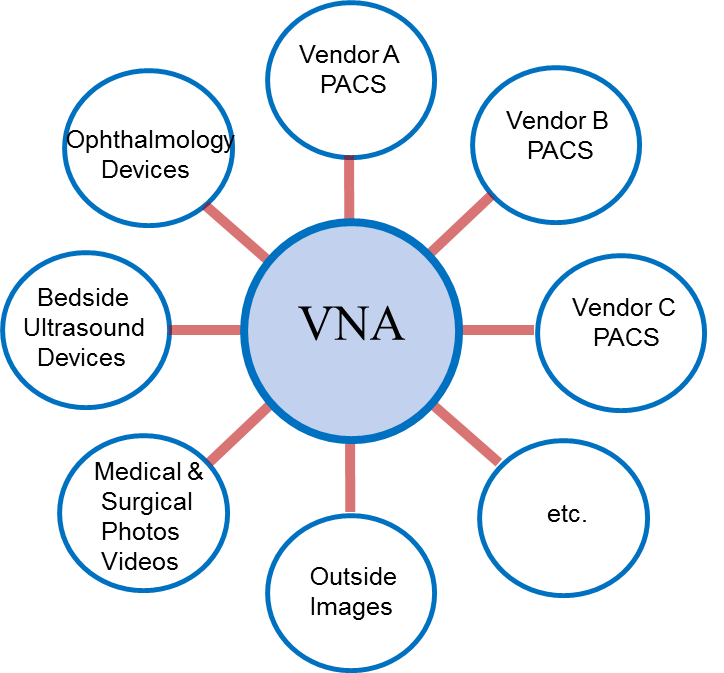 Vendor A
PACS
Vendor B
PACS
Vendor C
PACS
etc.
Outside
Images
Medical &
Surgical
Photos
Videos
Bedside
Ultrasound
Devices
Ophthalmology
Devices
VNA